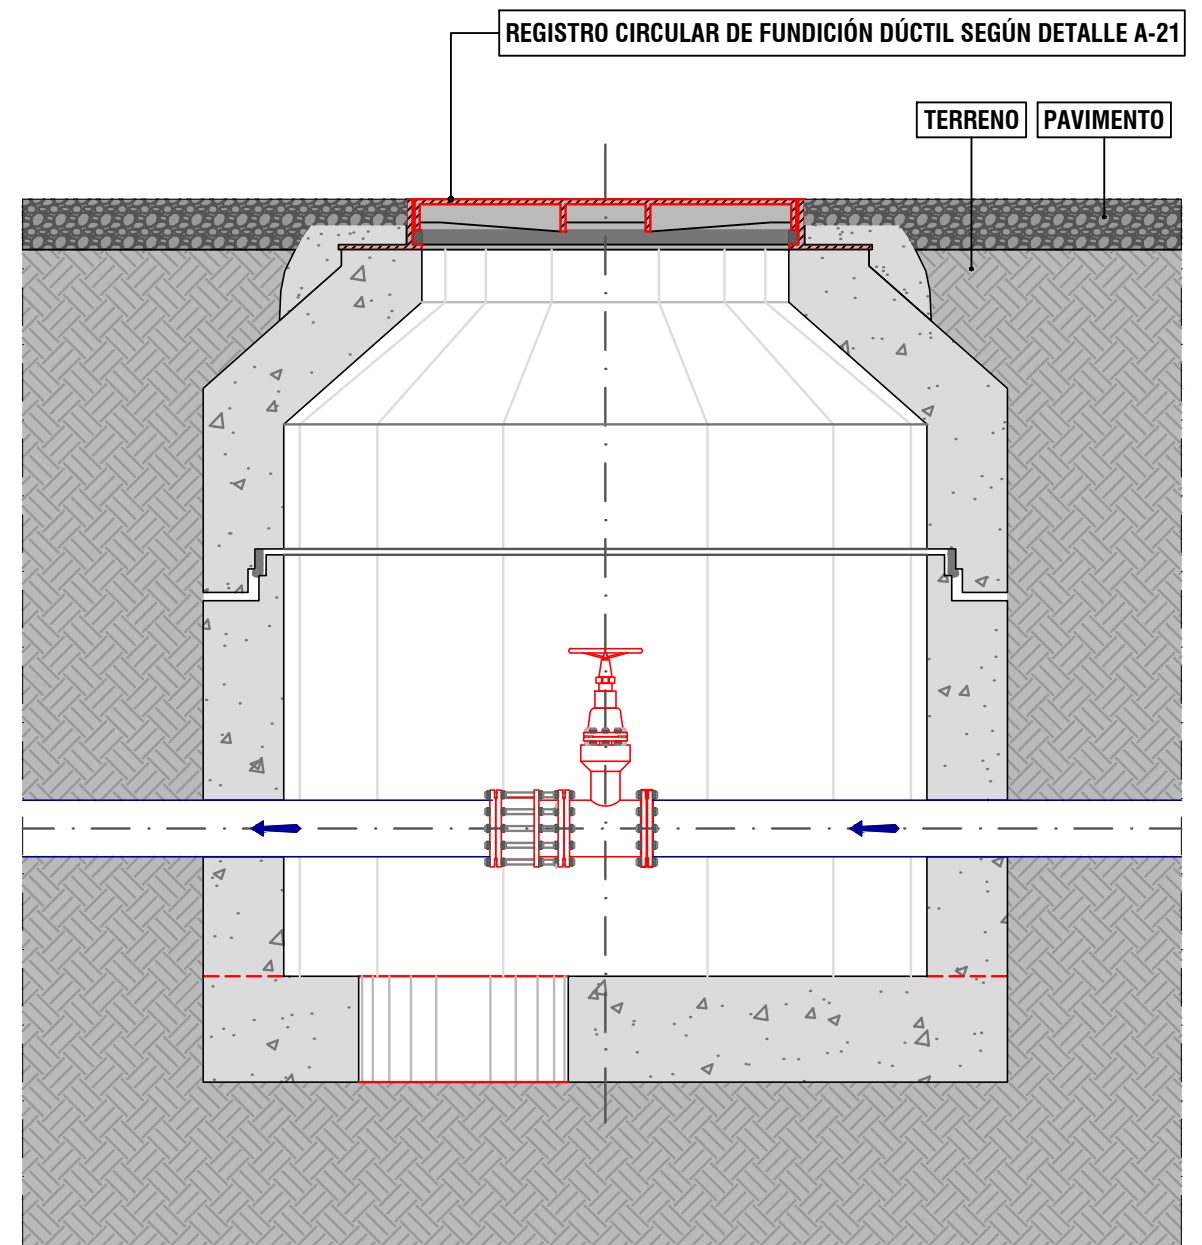 REGISTRO CIRCULAR DE FUNDICIÓN DÚCTIL SEGÚN DETALLE A-21
TERRENO
PAVIMENTO